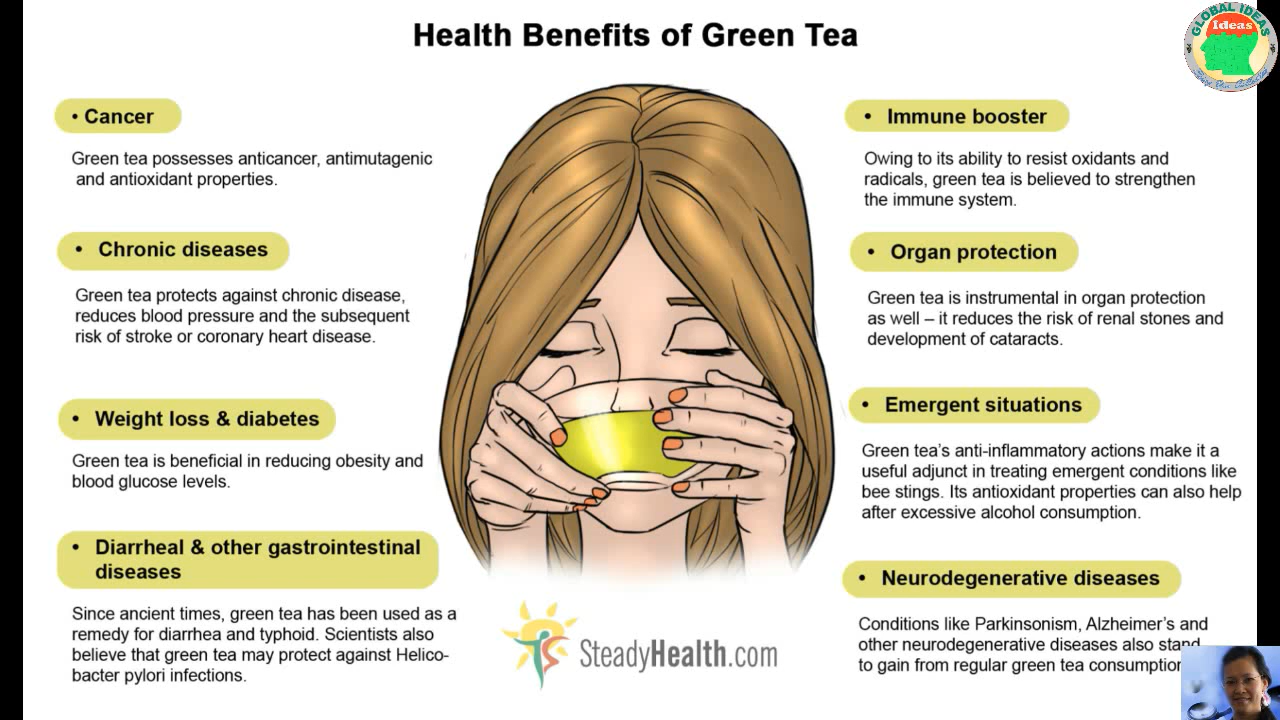 Health Benefits of Green Tea
GLOBAL IDEAS
Ideas
• Cancer
Green tea possesses anticancer, antimutagenic
and antioxidant properties.
• Chronic diseases
Green tea protects against chronic disease,
reduces blood pressure and the subsequent
risk of stroke or coronary heart disease.
• Weight loss & diabetes
Green tea is beneficial in reducing obesity and
blood glucose levels.
• Diarrheal & other gastrointestinal
diseases
Since ancient times, green tea has been used as a
remedy for diarrhea and typhoid. Scientists also
believe that green tea may protect against Helico-
bacter pylori infections.
• Immune booster
Owing to its ability to resist oxidants and
radicals, green tea is believed to strengthen
the immune system.
• Organ protection
Green tea is instrumental in organ protection
as well – it reduces the risk of renal stones and
development of cataracts.
• Emergent situations
Green tea’s anti-inflammatory actions make it a
useful adjunct in treating emergent conditions like
bee stings. Its antioxidant properties can also help
after excessive alcohol consumption.
• Neurodegenerative diseases
Conditions like Parkinsonism, Alzheimer’s and
other neurodegenerative diseases also stand
to gain from regular green tea consumption
SteadyHealth.com